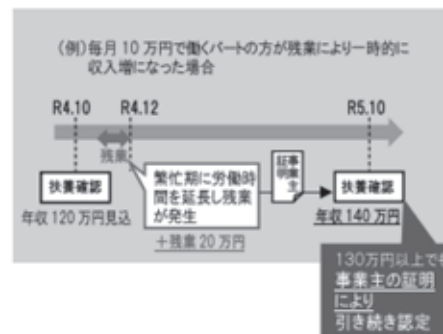 (例)毎月10万円で働くパートの方が残業により一時的に
収入増になった場合
R4.10
R4.12
R5.10
残業
扶養確認
年収120万円見込
繁忙期に労働時
間を延長し残業
が発生
+残業20万円
事業主
証明
扶養確認
年収140万円
130万円以上でも
事業主の証明
により
引き続き認定